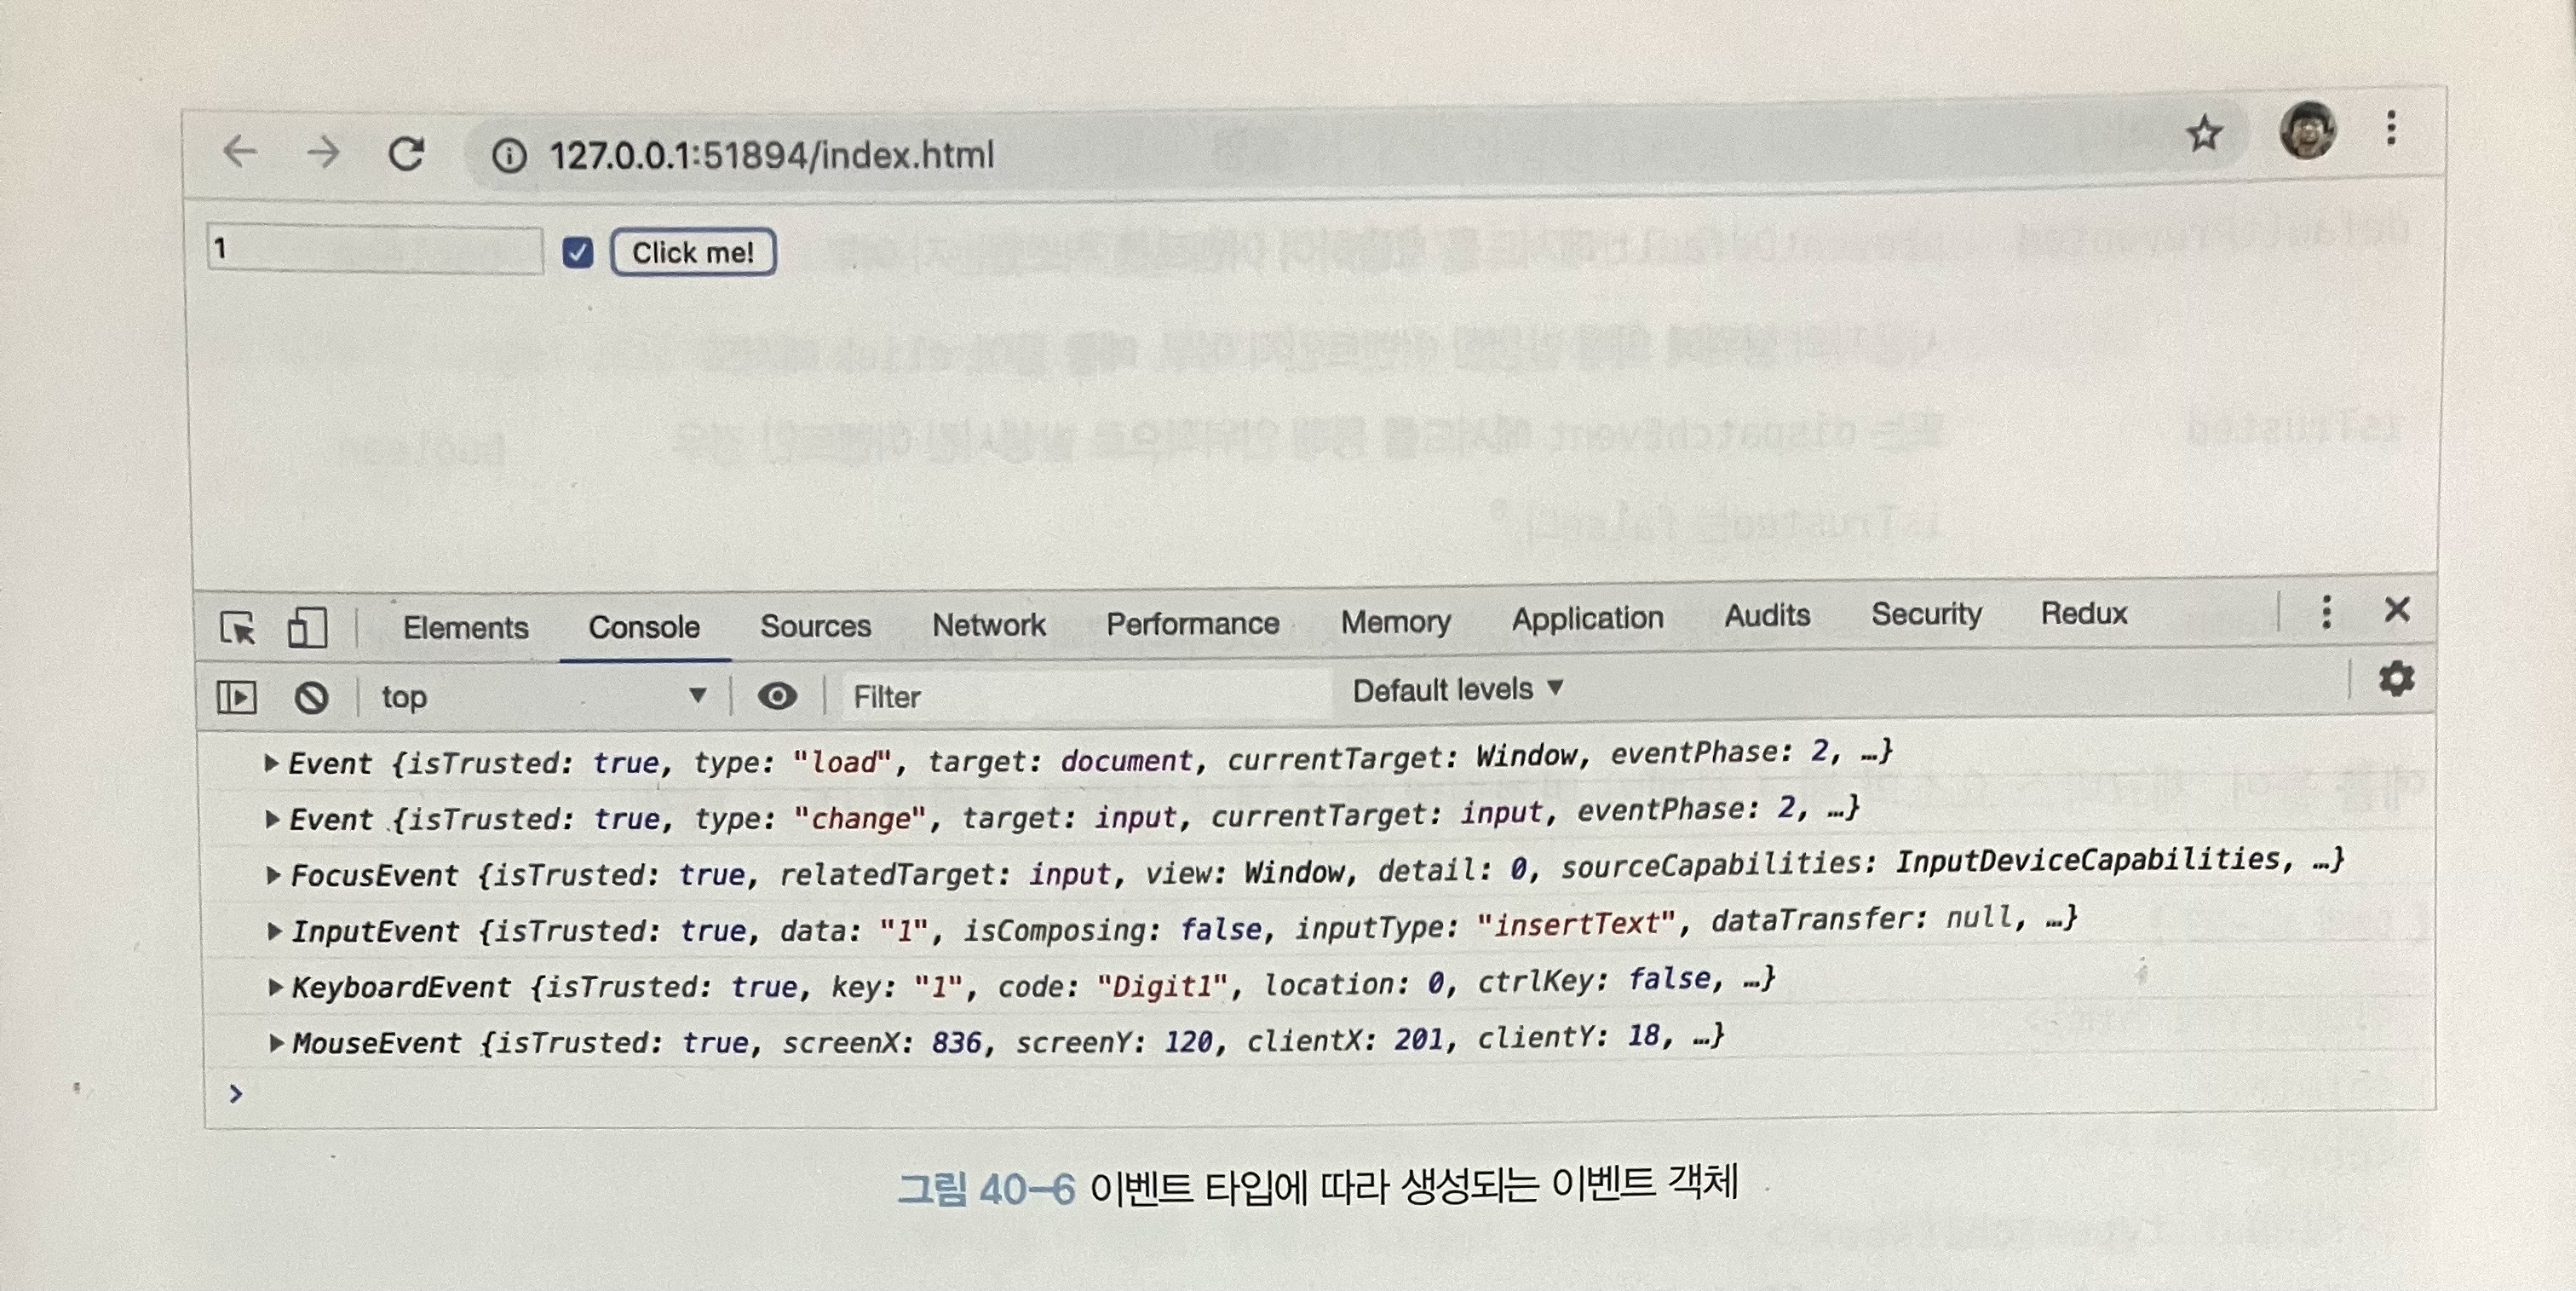 127.0.0.1:51894/index.html
1 Click me!
Elements Console Sources Network Performance Memory Application Audits Security Redux
top ▼ Filter Default levels ▼
▶Event {isTrusted: true, type: "load", target: document, currentTarget: Window, eventPhase: 2, …}
▶Event {isTrusted: true, type: "change", target: input, currentTarget: input, eventPhase: 2, …}
▶FocusEvent {isTrusted: true, relatedTarget: input, view: Window, detail: 0, sourceCapabilities: InputDeviceCapabilities, …}
▶InputEvent {isTrusted: true, data: "1", isComposing: false, inputType: "insertText", dataTransfer: null, …}
▶KeyboardEvent {isTrusted: true, key: "1", code: "Digit1", location: 0, ctrlKey: false, …}
▶MouseEvent {isTrusted: true, screenX: 836, screenY: 120, clientX: 201, clientY: 18, …}
>
그림 40-6 이벤트 타입에 따라 생성되는 이벤트 객체